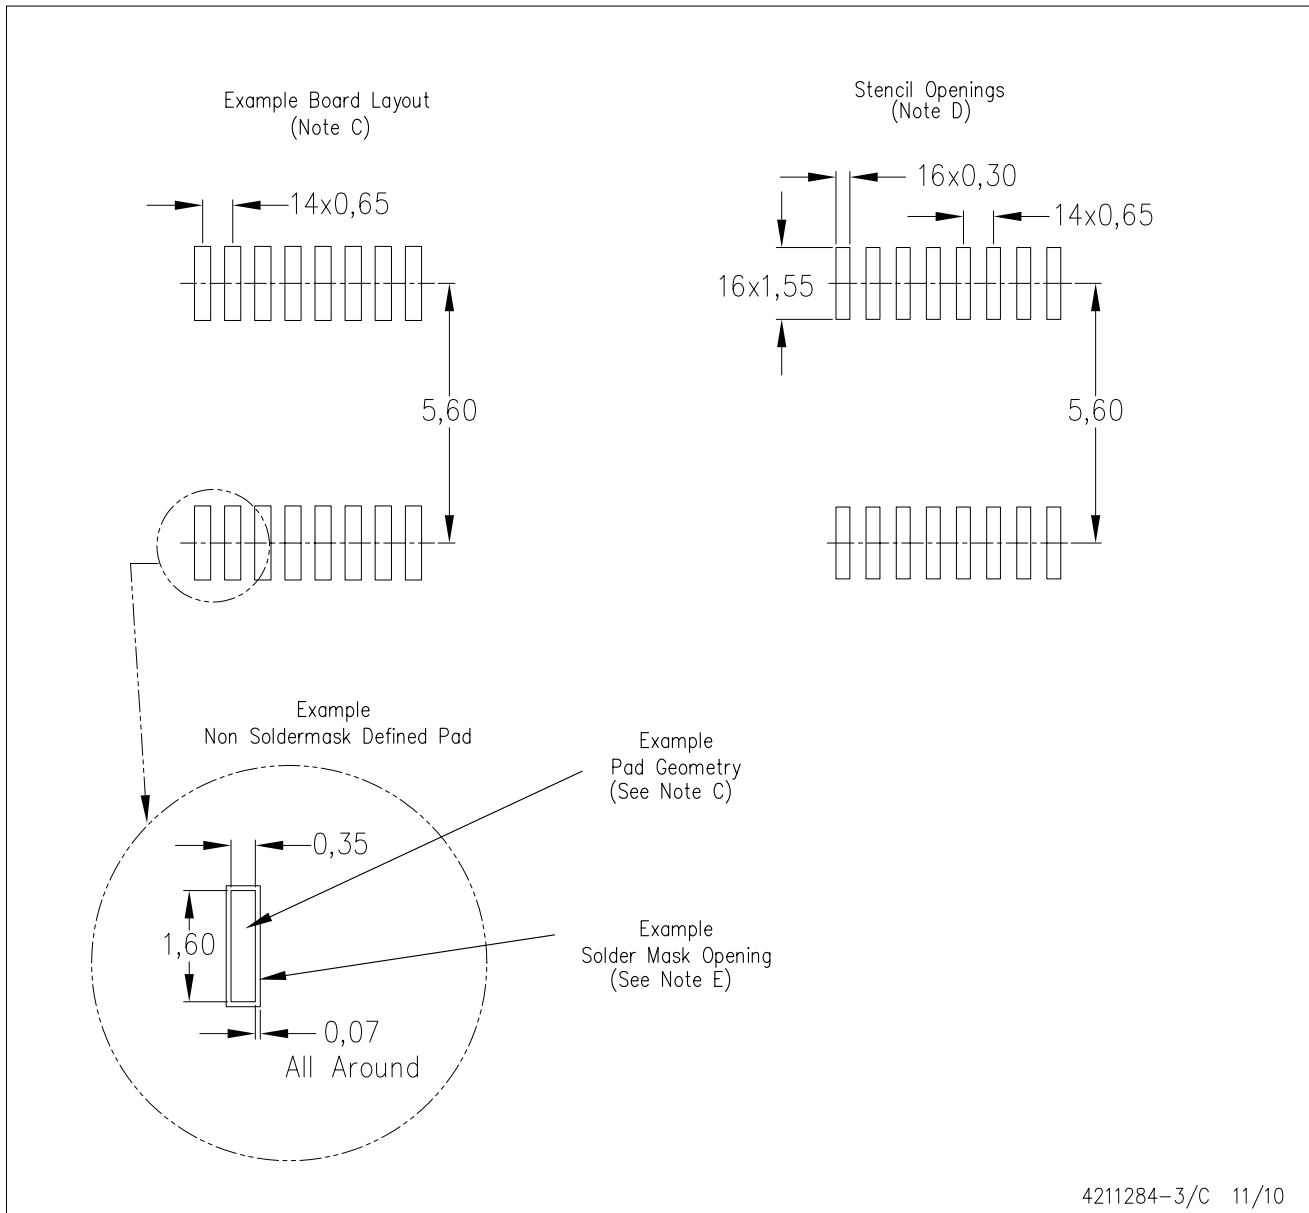 Example Board Layout
(Note C)
Stencil Openings
(Note D)
14x0,65
16x0,30
14x0,65
16x1,55
5,60
5,60
Example
Non Soldermask Defined Pad
Example
Pad Geometry
(See Note C)
0,35
1,60
Example
Solder Mask Opening
(See Note E)
0,07
All Around
4211284-3/C 11/10